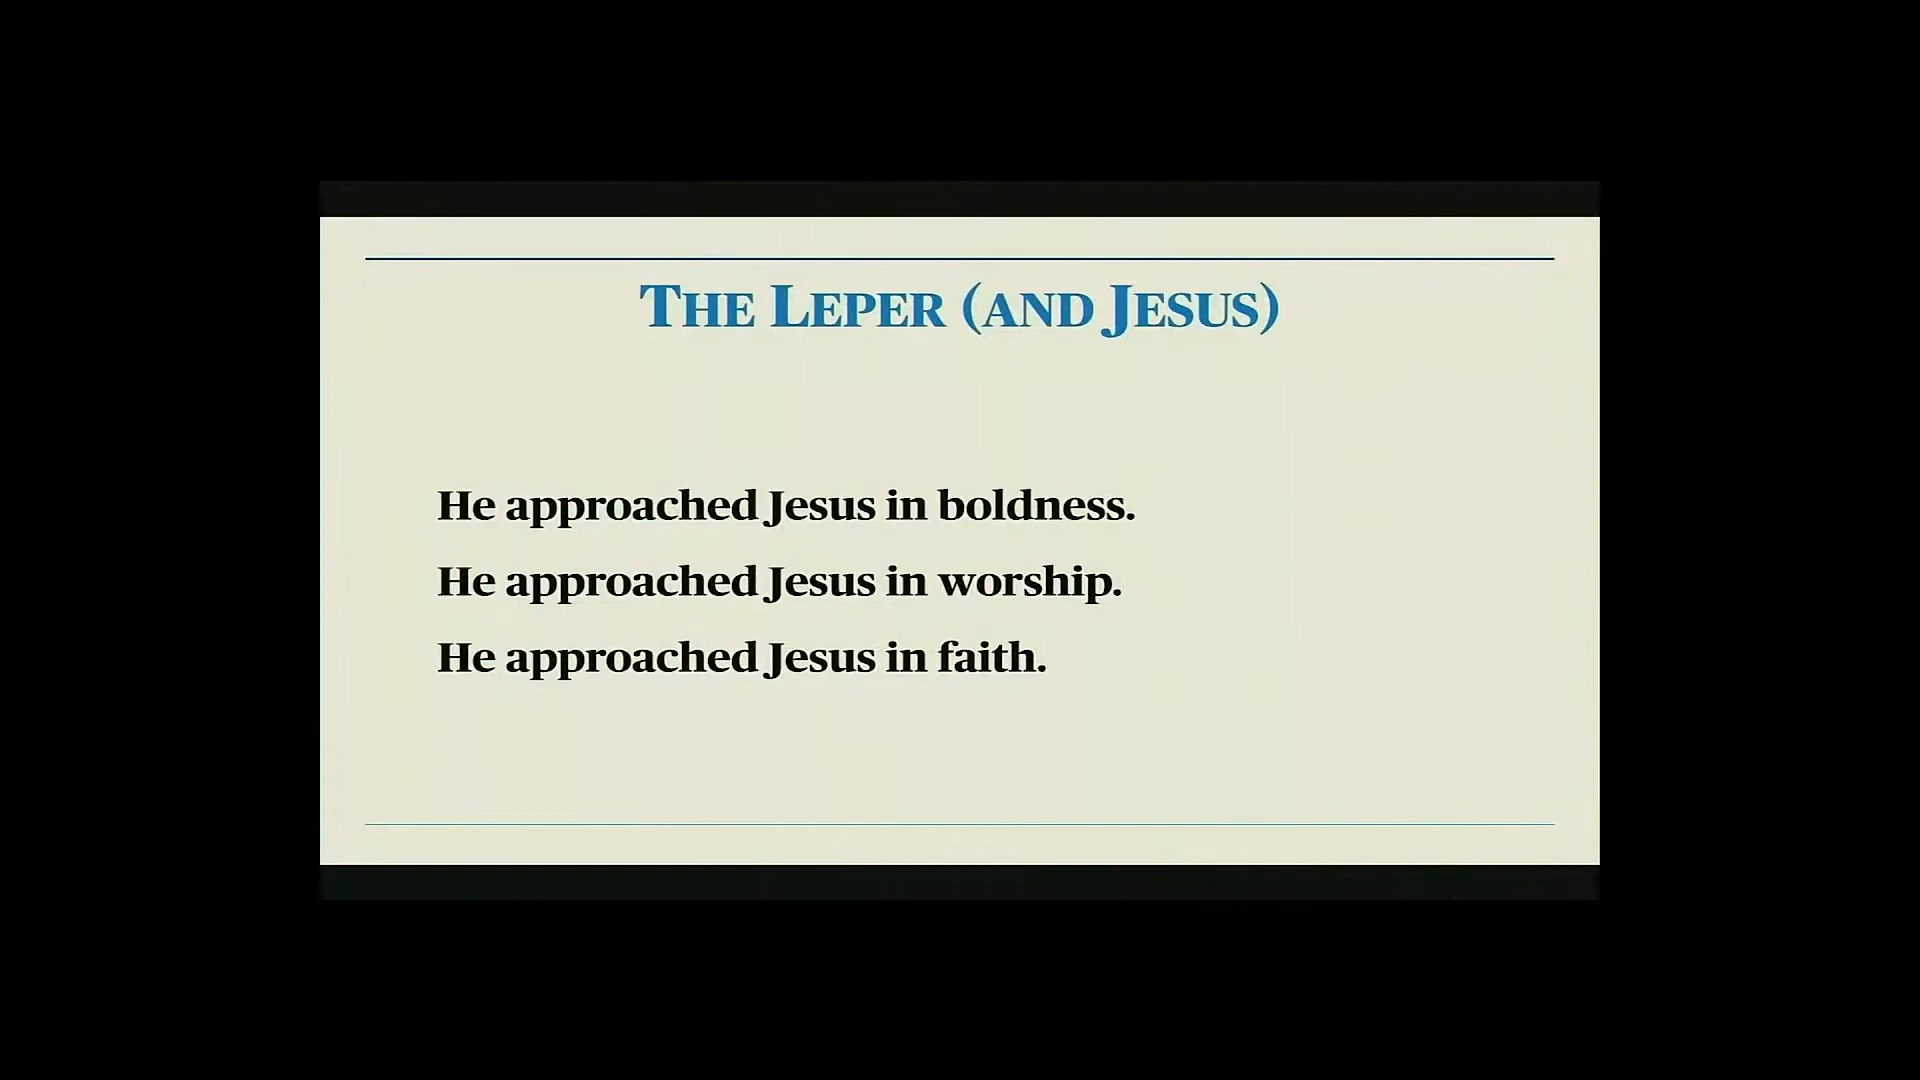 THE LEPER (AND JESUS)
He approached Jesus in boldness.
He approached Jesus in worship.
He approached Jesus in faith.